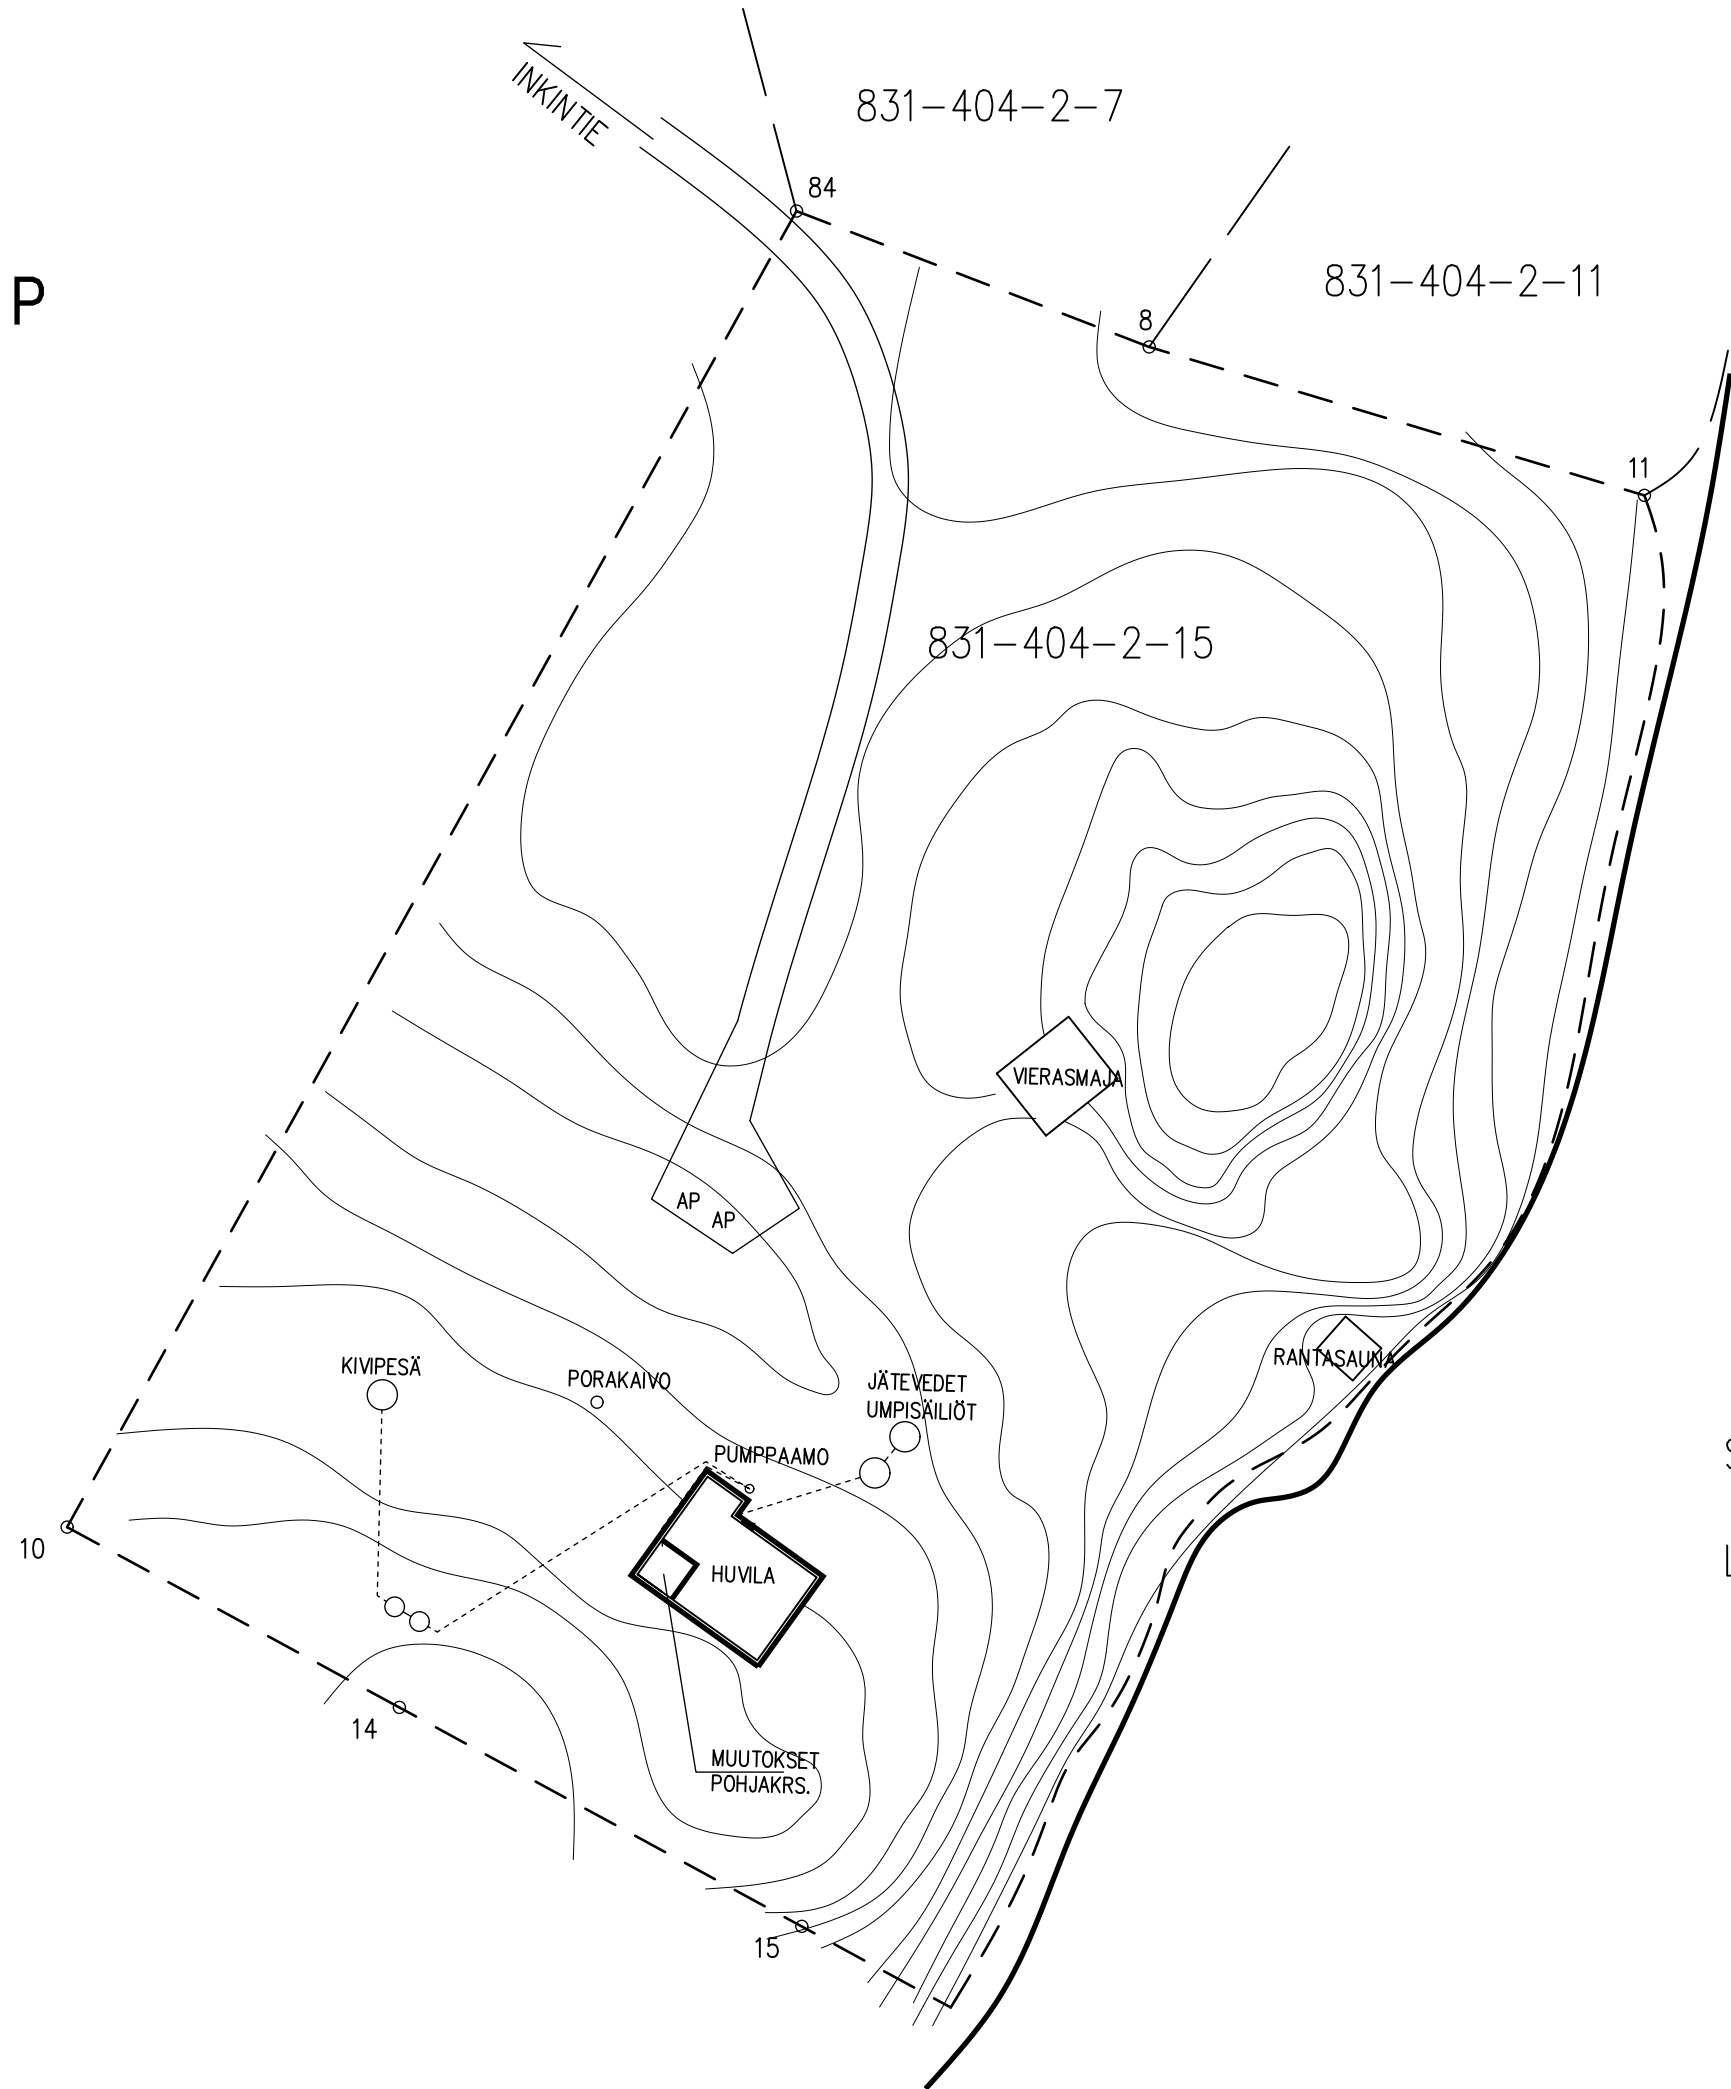 INKINTIE
831-404-2-7
84
P
831-404-2-11
8
11
831-404-2-15
VIERASMAJA
AP
AP
RANTASAUNA
KIVIPESÄ
PORAKAIVO
JÄTEVEDET
UMPISÄILIÖT
PUMPPAAMO
10
HUVILA
14
MUUTOKSET
POHJAKRS.
15